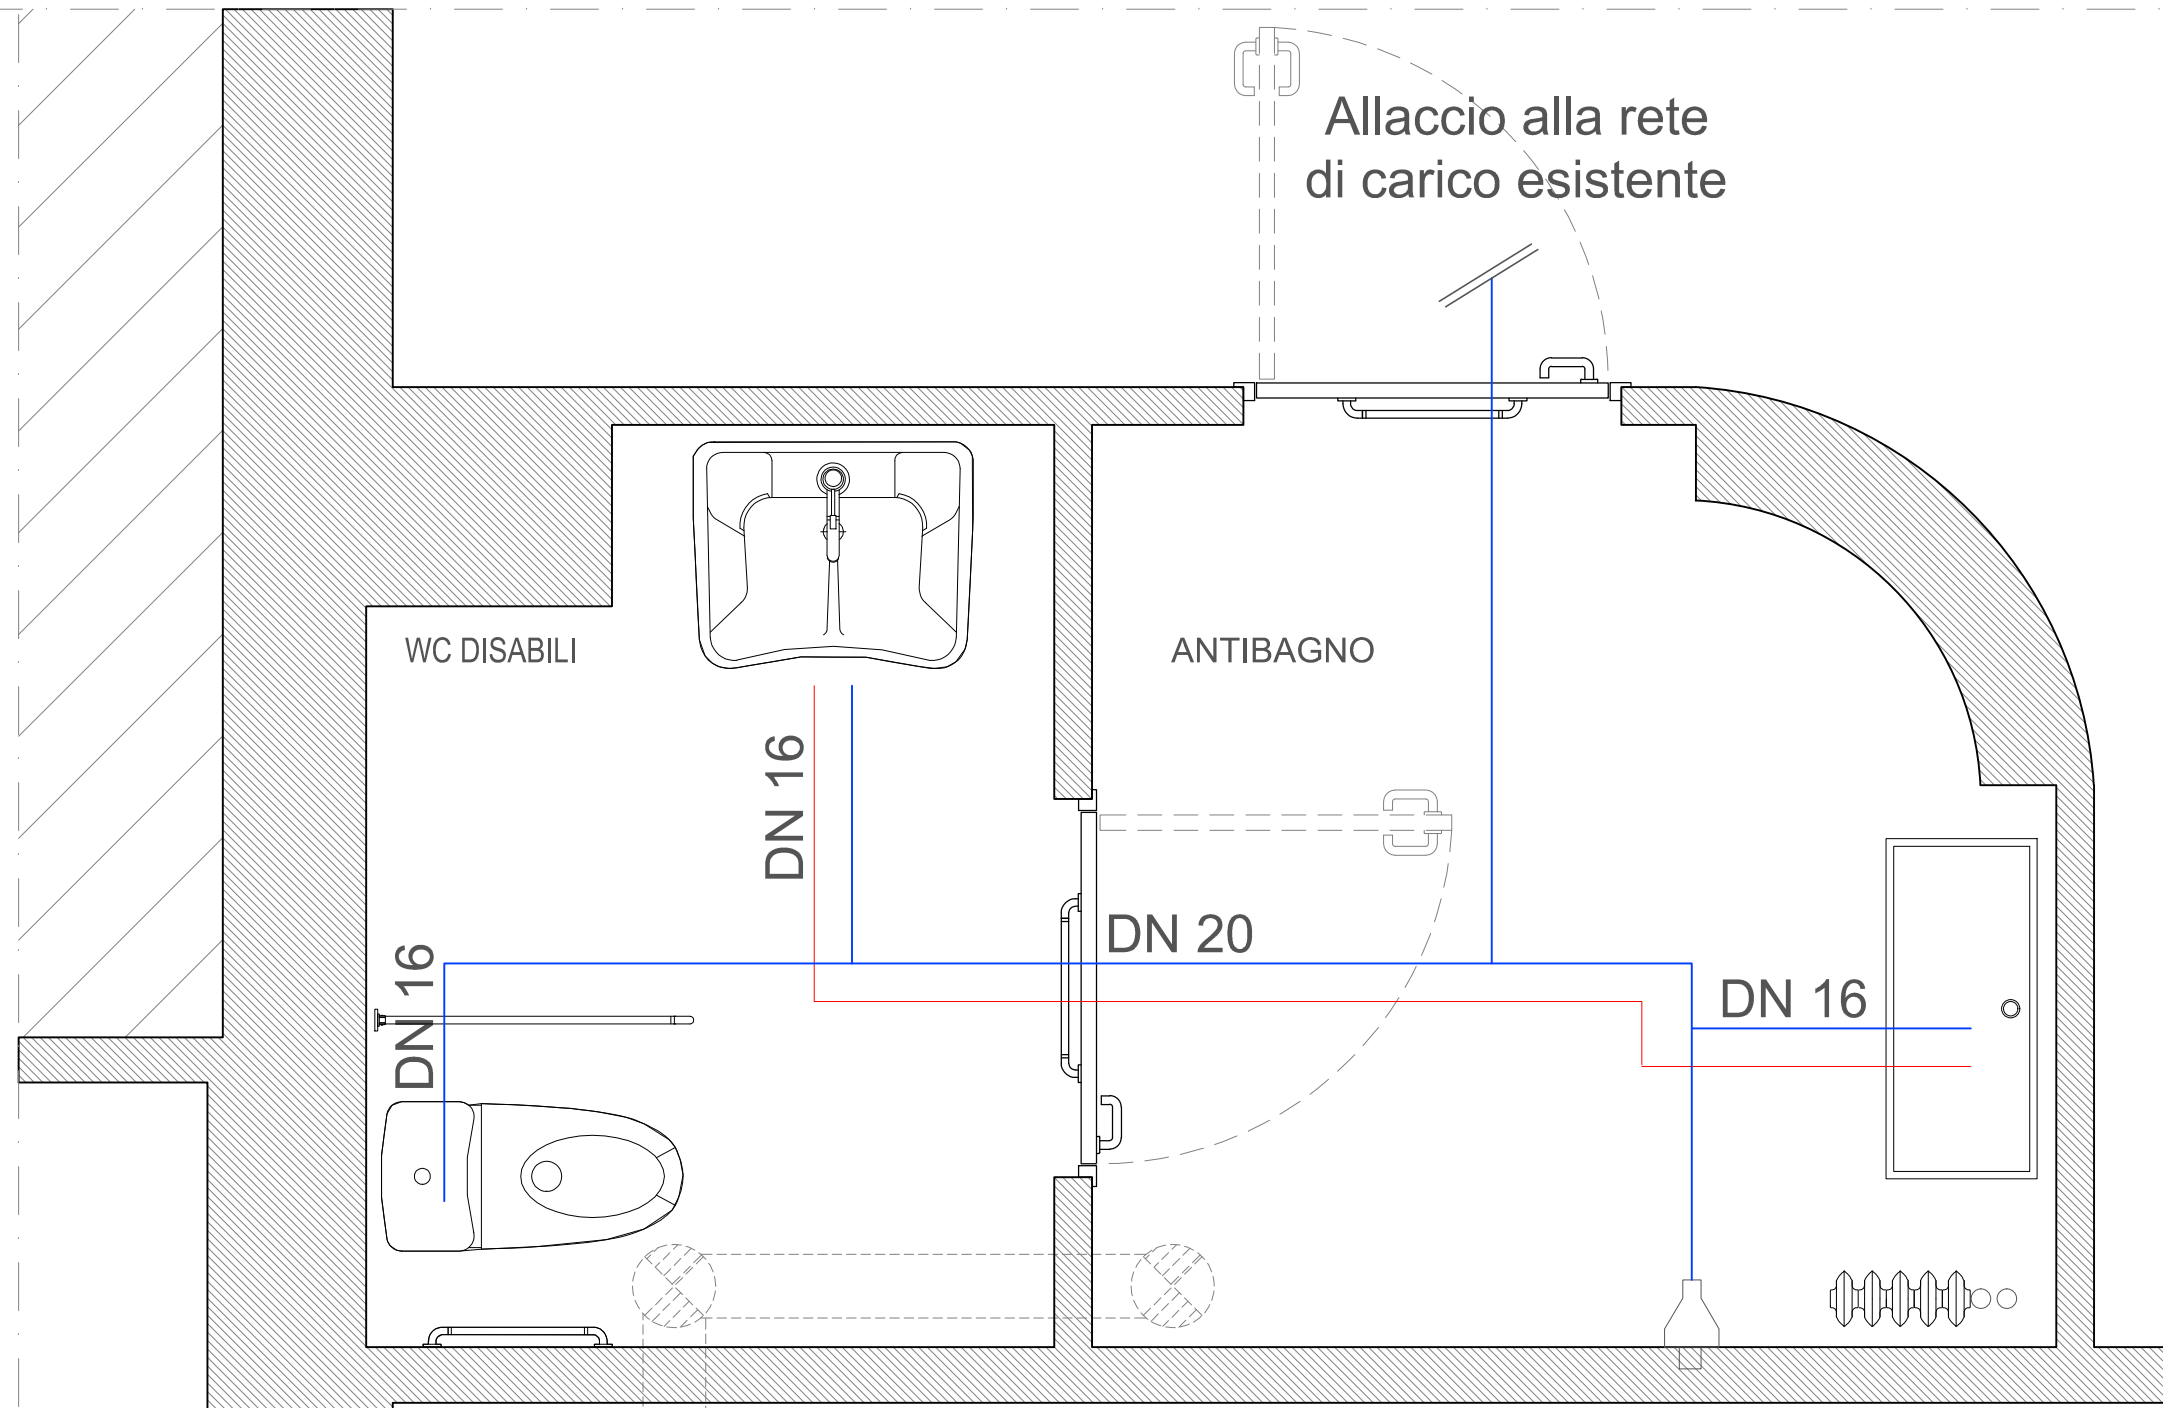 Allaccio alla rete
di carico esistente
WC DISABILI
ANTIBAGNO
DN 16
DN 16
DN 20
DN 16